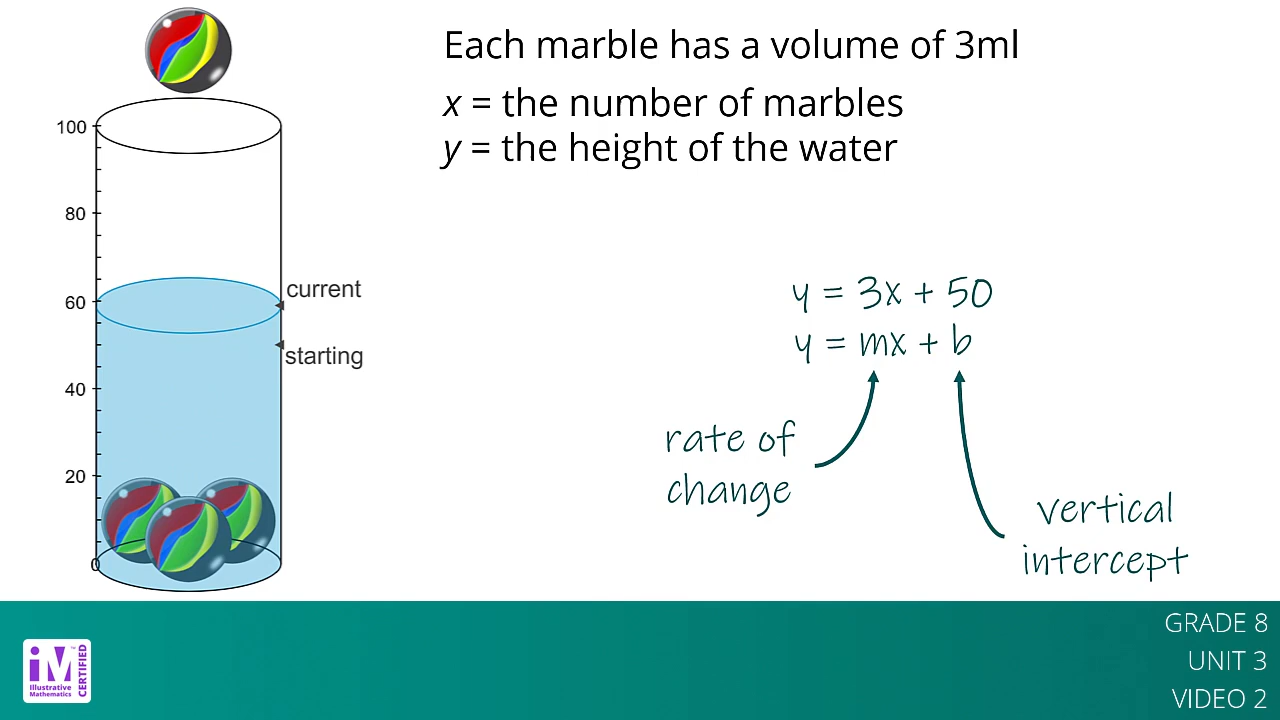 Each marble has a volume of 3ml
x = the number of marbles
y = the height of the water
100
80
60
40
20
0
current
starting
y = 3x + 50
y = mx + b
rate of
change
vertical
intercept
GRADE 8
UNIT 3
VIDEO 2
iM™
Illustrative
Mathematics
CERTIFIED